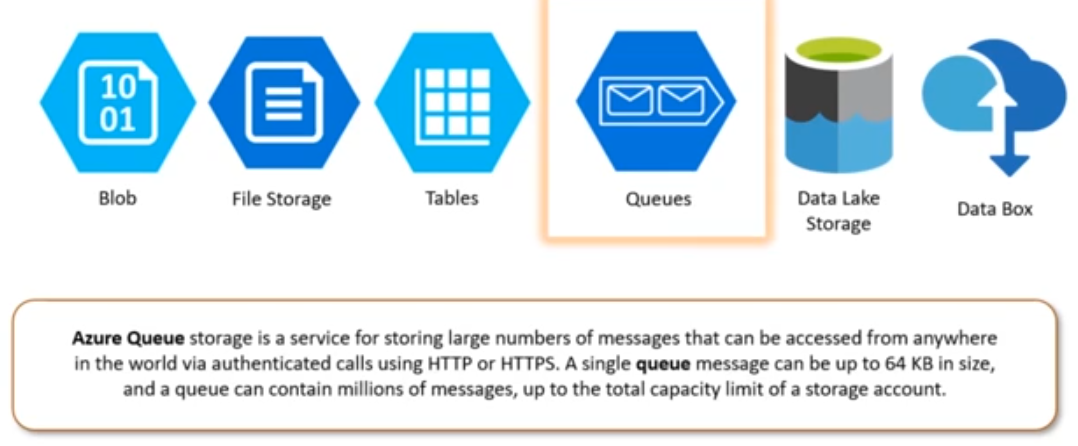 10
01
Blob
File Storage
Tables
Queues
Data Lake
Storage
Data Box
Azure Queue storage is a service for storing large numbers of messages that can be accessed from anywhere
in the world via authenticated calls using HTTP or HTTPS. A single queue message can be up to 64 KB in size,
and a queue can contain millions of messages, up to the total capacity limit of a storage account.